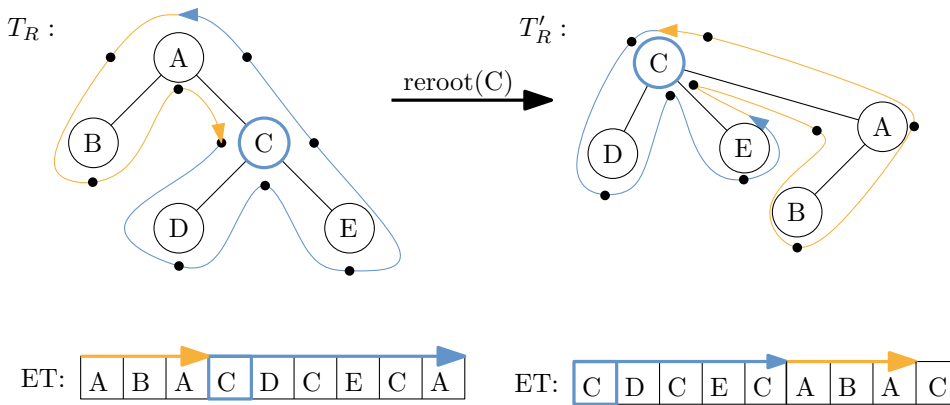 T_R :
A
B
C
D
E
ET: A B A C D C E C A
reroot(C)
T'_R :
C
A
D
E
B
ET: C D C E C A B A C